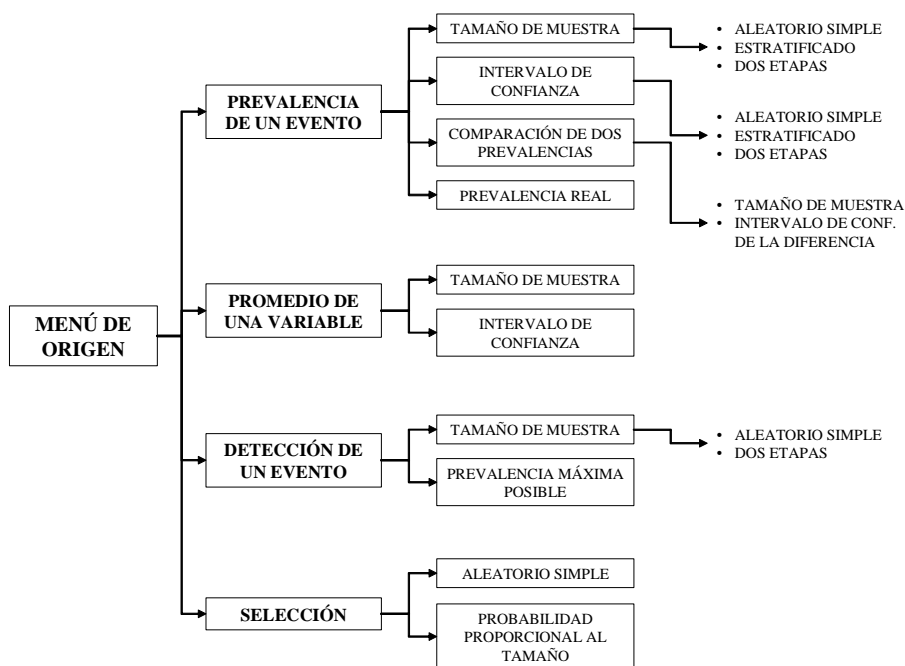 MENÚ DE
ORIGEN
PREVALENCIA
DE UN EVENTO
TAMAÑO DE MUESTRA
• ALEATORIO SIMPLE
• ESTRATIFICADO
• DOS ETAPAS
INTERVALO DE
CONFIANZA
• ALEATORIO SIMPLE
• ESTRATIFICADO
• DOS ETAPAS
COMPARACIÓN DE DOS
PREVALENCIAS
• TAMAÑO DE MUESTRA
• INTERVALO DE CONF.
DE LA DIFERENCIA
PREVALENCIA REAL
PROMEDIO DE
UNA VARIABLE
TAMAÑO DE MUESTRA
INTERVALO DE
CONFIANZA
DETECCIÓN DE
UN EVENTO
TAMAÑO DE MUESTRA
• ALEATORIO SIMPLE
• DOS ETAPAS
PREVALENCIA MÁXIMA
POSIBLE
SELECCIÓN
ALEATORIO SIMPLE
PROBABILIDAD
PROPORCIONAL AL
TAMAÑO